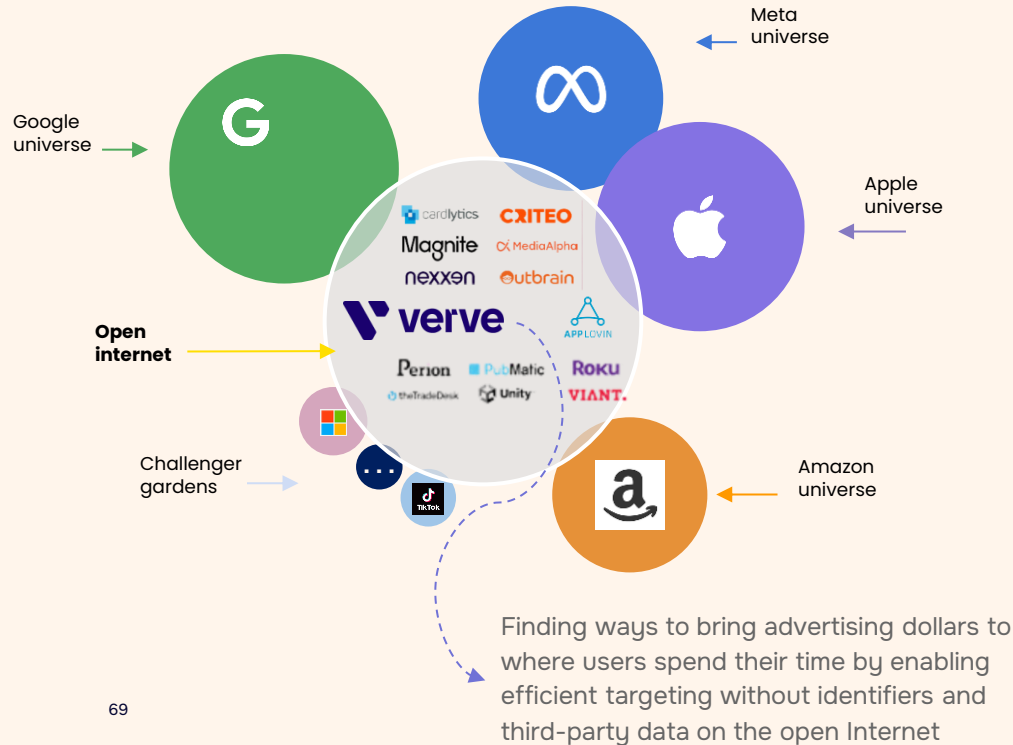 Meta
universe
Google
universe
Apple
universe
cardlytics
CRITEO
Magnite
MediaAlpha
nexxen
Outbrain
verve
APPLOVIN
Open
internet
Perion
PubMatic
ROKU
theTradeDesk
Unity
VIANT.
Challenger
gardens
...
TikTok
a
Amazon
universe
Finding ways to bring advertising dollars to
where users spend their time by enabling
efficient targeting without identifiers and
third-party data on the open Internet
69